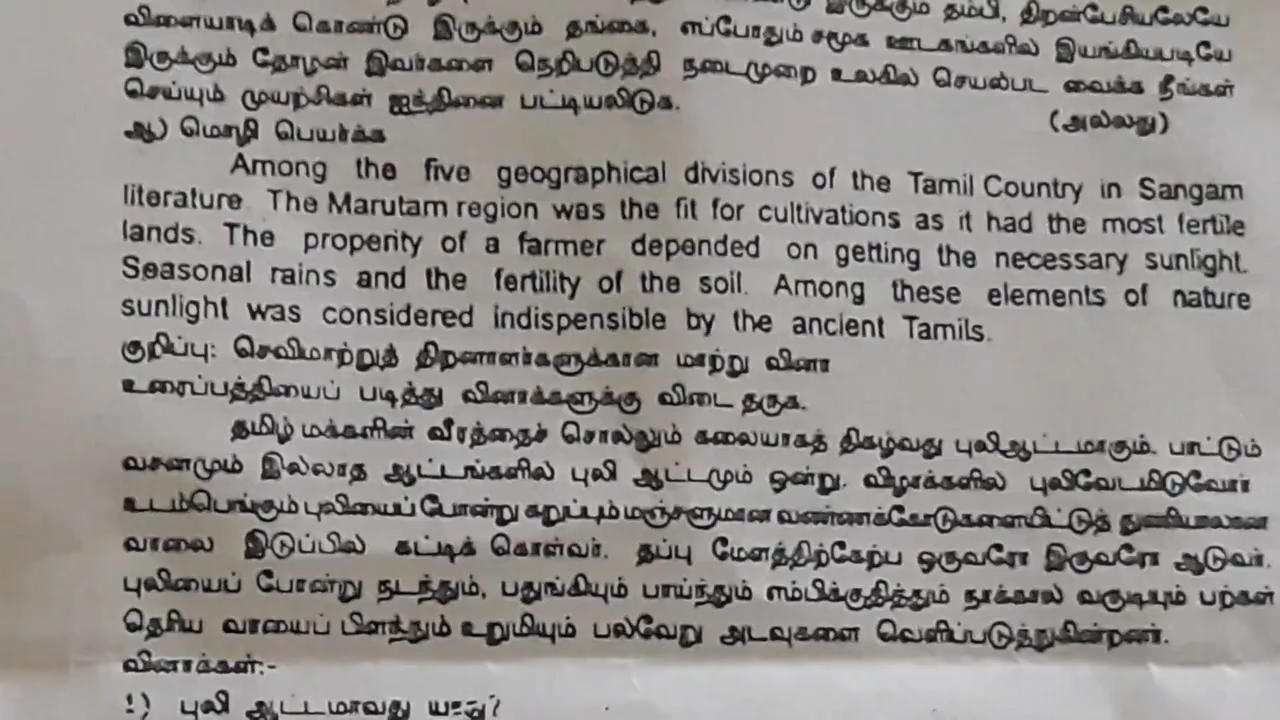 இருக்கும் தம்பி, திறன்பேசியிலேயே
விளையாடிக் கொண்டு இருக்கும் தங்கை, எப்போதும் சமூக ஊடகங்களில் இயங்கியபடியே
இருக்கும் தோழன் இவர்களை நெறிபடுத்தி நடைமுறை உலகில் செயல்பட வைக்க நீங்கள்
செய்யும் முயற்சிகள் ஐந்தினை பட்டியலிடுக.
(அல்லது)
ஆ) மொழி பெயர்க்க
Among the five geographical divisions of the Tamil Country in Sangam
literature. The Marutam region was the fit for cultivations as it had the most fertile
lands. The properity of a farmer depended on getting the necessary sunlight.
Seasonal rains and the fertility of the soil. Among these elements of nature
sunlight was considered indispensible by the ancient Tamils.
குறிப்பு: செவிமாற்றுத் திறனாளர்களுக்கான மாற்று வினா
உரைப்பத்தியைப் படித்து வினாக்களுக்கு விடை தருக.
தமிழ் மக்களின் வீரத்தைச் சொல்லும் கலையாகத் திகழ்வது புலிஆட்டமாகும். பாட்டும்
வசனமும் இல்லாத ஆட்டங்களில் புலி ஆட்டமும் ஒன்று. விழாக்களில் புலிவேடமிடுவோர்
உடம்பெங்கும் புலியைப் போன்று கறுப்பும் மஞ்சளுமான வண்ணக்கோடுகளையிட்டுத் துணியாலான
வாலை இடுப்பில் கட்டிக் கொள்வர். தப்பு மேளத்திற்கேற்ப ஒருவரோ இருவரோ ஆடுவர்.
புலியைப் போன்று நடந்தும், பதுங்கியும் பாய்ந்தும் எம்பிக்குதித்தும் நாக்கால் வருடியும் பற்கள்
தெரிய வாயைப் பிளந்தும் உறுமியும் பல்வேறு அடவுகளை வெளிப்படுத்துகின்றனர்.
வினாக்கள்:-
1) புலி ஆட்டமாவது யாது?